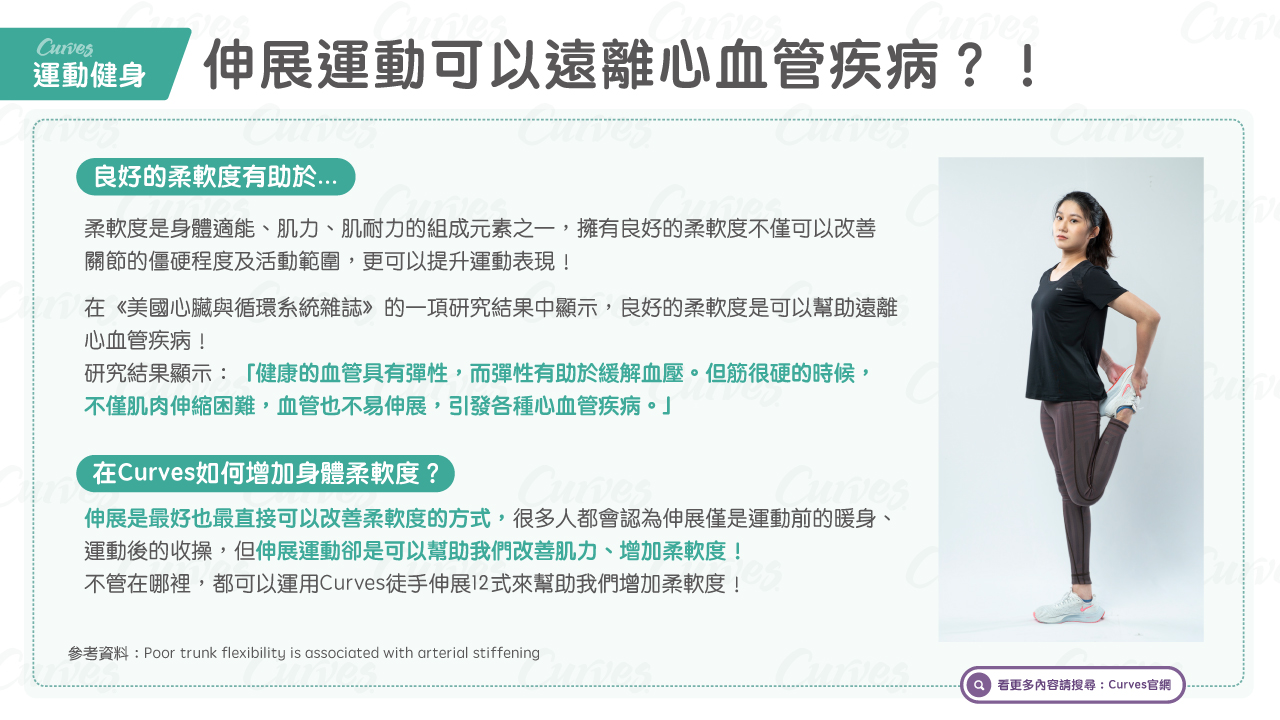 Curves
運動健身
伸展運動可以遠離心血管疾病？！
良好的柔軟度有助於...
柔軟度是身體適能、肌力、肌耐力的組成元素之一，擁有良好的柔軟度不僅可以改善
關節的僵硬程度及活動範圍，更可以提升運動表現！
在《美國心臟與循環系統雜誌》的一項研究結果中顯示，良好的柔軟度是可以幫助遠離
心血管疾病！
研究結果顯示：「健康的血管具有彈性，而彈性有助於緩解血壓。但筋很硬的時候，
不僅肌肉伸縮困難，血管也不易伸展，引發各種心血管疾病。」
在Curves如何增加身體柔軟度？
伸展是最好也最直接可以改善柔軟度的方式，很多人都會認為伸展僅是運動前的暖身、
運動後的收操，但伸展運動卻是可以幫助我們改善肌力、增加柔軟度！
不管在哪裡，都可以運用Curves徒手伸展12式來幫助我們增加柔軟度！
參考資料：Poor trunk flexibility is associated with arterial stiffening
看更多內容請搜尋：Curves官網